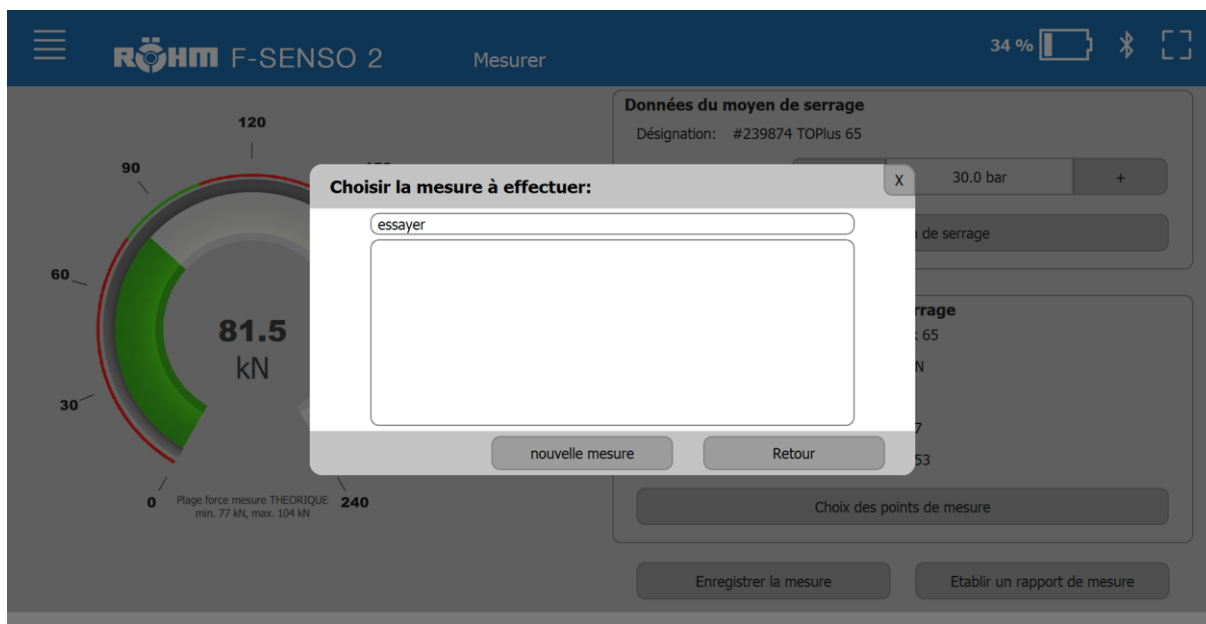 RÖHM F-SENSO 2
Mesurer
34 %
120
90
60
30
0
240
81.5
kN
Plage force mesure THEORIQUE
min. 77 kN, max. 104 kN
Données du moyen de serrage
Désignation: #239874 TOPlus 65
30.0 bar +
de serrage
Choisir la mesure à effectuer:
X
essayer
nouvelle mesure
Retour
65
53
Choix des points de mesure
Enregistrer la mesure
Etablir un rapport de mesure